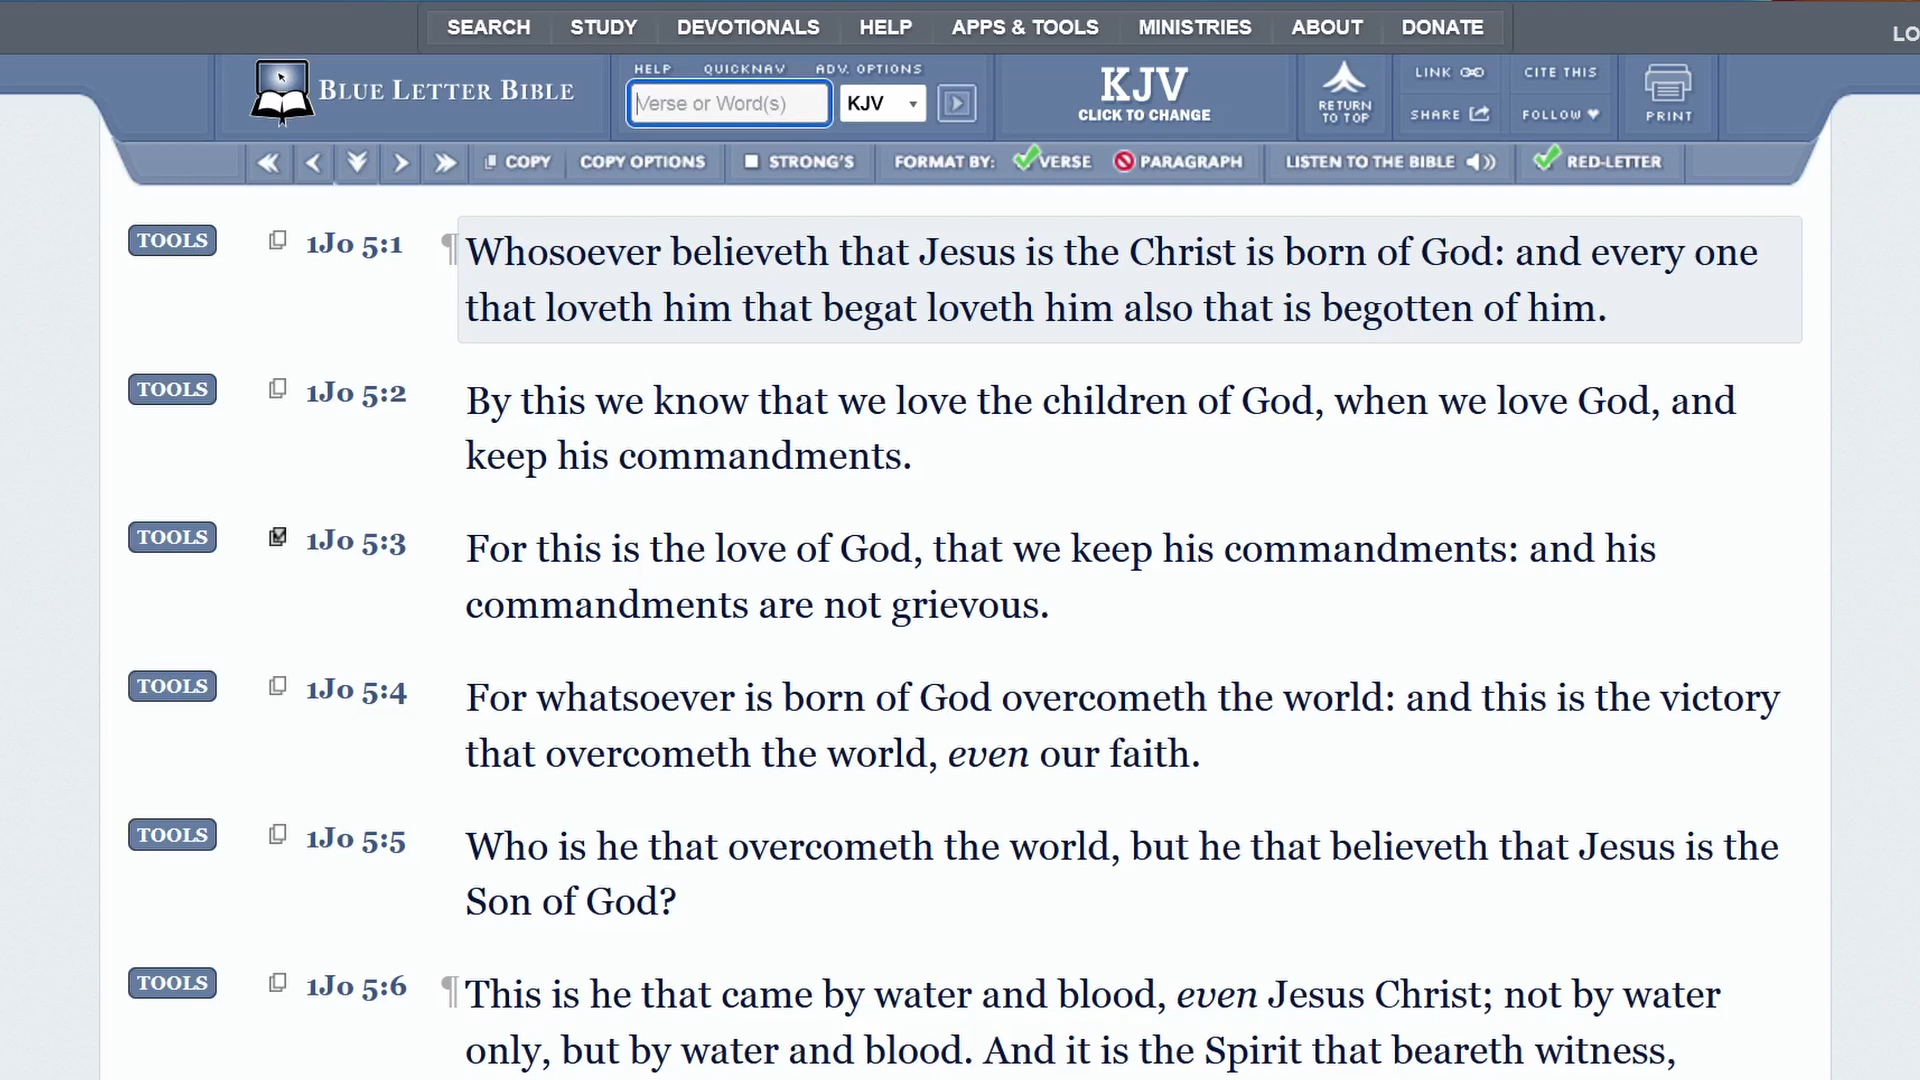 SEARCH STUDY DEVOTIONALS HELP APPS & TOOLS MINISTRIES ABOUT DONATE LO
BLUE LETTER BIBLE
HELP QUICKNAV ADV. OPTIONS
Verse or Word(s) KJV
KJV
CLICK TO CHANGE
RETURN
TO TOP
LINK CITE THIS
SHARE FOLLOW
PRINT
COPY COPY OPTIONS STRONG'S FORMAT BY: VERSE PARAGRAPH LISTEN TO THE BIBLE RED-LETTER
TOOLS 1Jo 5:1 ¶ Whosoever believeth that Jesus is the Christ is born of God: and every one
that loveth him that begat loveth him also that is begotten of him.
TOOLS 1Jo 5:2 By this we know that we love the children of God, when we love God, and
keep his commandments.
TOOLS 1Jo 5:3 For this is the love of God, that we keep his commandments: and his
commandments are not grievous.
TOOLS 1Jo 5:4 For whatsoever is born of God overcometh the world: and this is the victory
that overcometh the world, even our faith.
TOOLS 1Jo 5:5 Who is he that overcometh the world, but he that believeth that Jesus is the
Son of God?
TOOLS 1Jo 5:6 ¶ This is he that came by water and blood, even Jesus Christ; not by water
only, but by water and blood. And it is the Spirit that beareth witness,